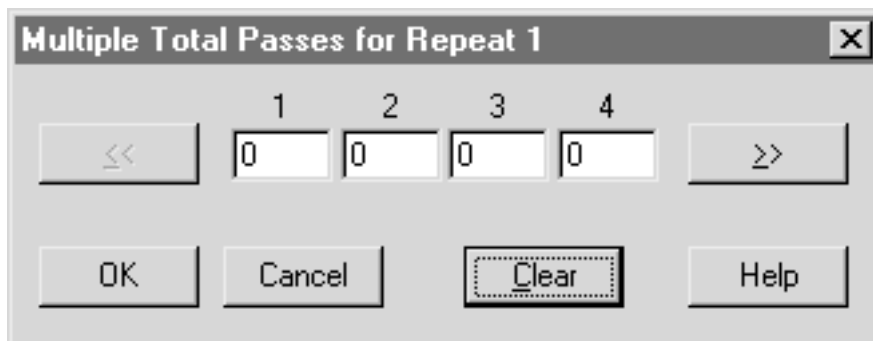 Multiple Total Passes for Repeat 1
1 2 3 4
<< 0 0 0 0 >>
OK Cancel Clear Help